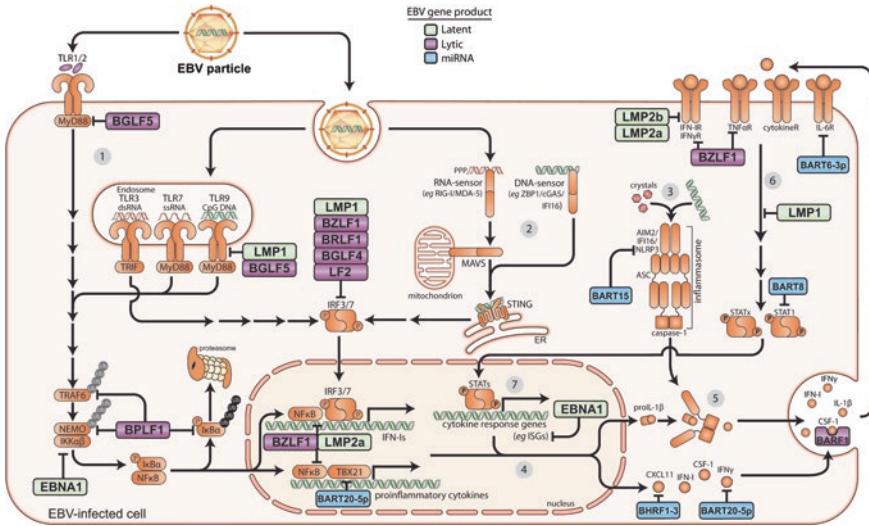 EBV gene product
Latent
Lytic
miRNA
EBV particle
TLR1/2
MyD88
BGLF5
1
Endosome
TLR3
dsRNA
TLR7
ssRNA
TLR9
CpG DNA
TRIF
MyD88
MyD88
LMP1
BGLF5
LMP1
BZLF1
BRLF1
BGLF4
LF2
IRF3/7
P
P
PPP
RNA-sensor
(eg RIG-I/MDA-5)
DNA-sensor
(eg ZBP1/cGAS/
IFI16)
2
MAVS
mitochondrion
STING
ER
crystals
3
AIM2/
IFI16/
NLRP3
ASC
inflammasome
caspase-1
BART15
LMP2b
LMP2a
IFN-IR
IFNγR
TNFαR
cytokineR
IL-6R
BZLF1
BART6-3p
6
LMP1
BART8
STATx
P
P
STAT1
P
P
proteasome
TRAF6
NEMO
IKKαβ
BPLF1
P
IκBα
EBNA1
P
IκBα
NFκB
IRF3/7
P
P
NFκB
IFN-Is
BZLF1
LMP2a
NFκB
TBX21
proinflammatory cytokines
BART20-5p
STATs
P
P
7
cytokine response genes
(eg ISGs)
EBNA1
4
nucleus
proIL-1β
5
IFNγ
IFN-I
IL-1β
CSF-1
BARF1
CXCL11
IFN-I
CSF-1
IFNγ
BHRF1-3
BART20-5p
EBV-infected cell